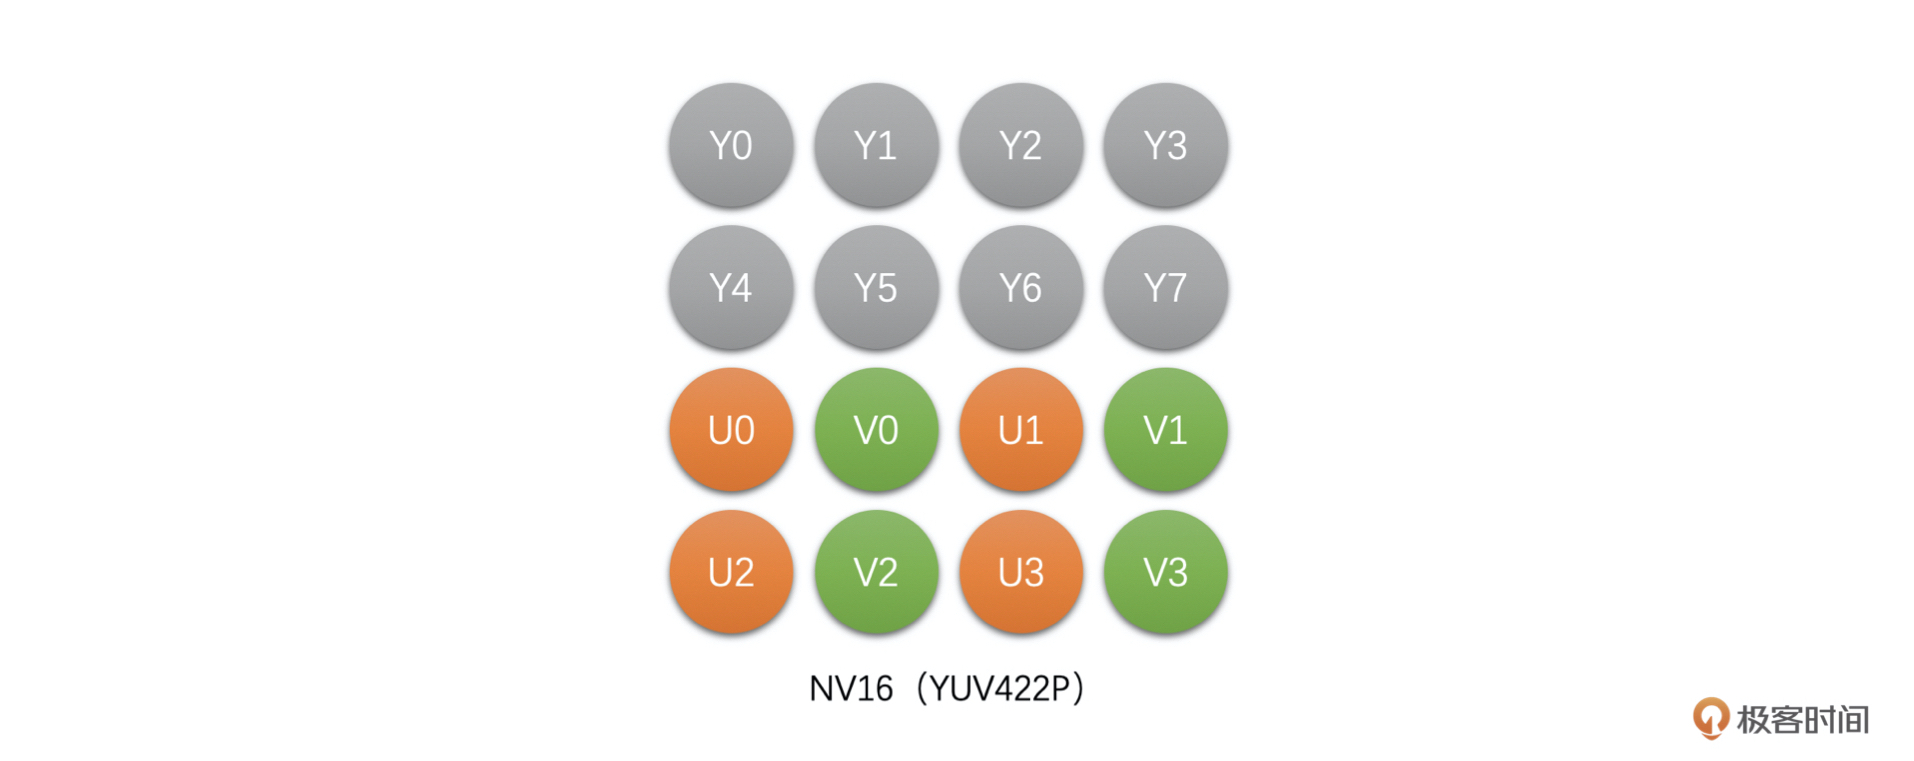 Y0 Y1 Y2 Y3
Y4 Y5 Y6 Y7
U0 V0 U1 V1
U2 V2 U3 V3
NV16（YUV422P）
极客时间